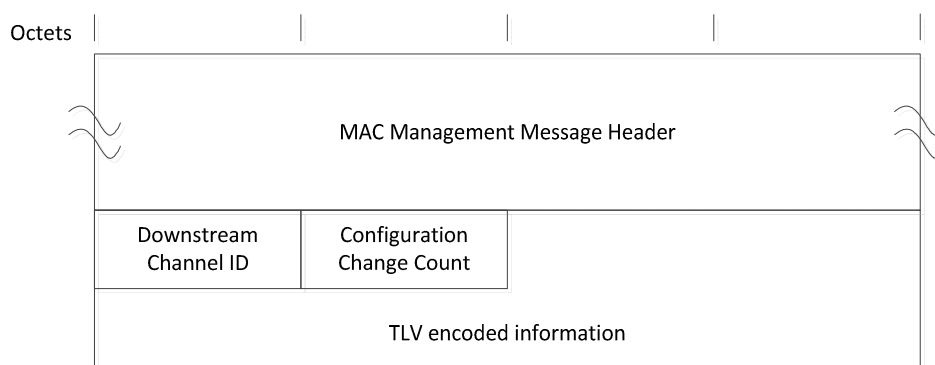 Octets
MAC Management Message Header
Downstream
Channel ID
Configuration
Change Count
TLV encoded information